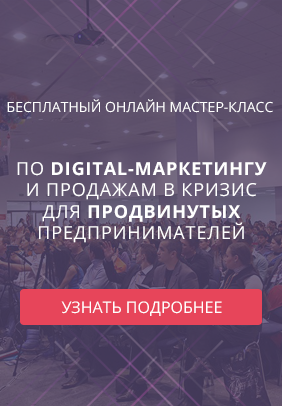 БЕСПЛАТНЫЙ ОНЛАЙН МАСТЕР-КЛАСС
ПО DIGITAL-МАРКЕТИНГУ
И ПРОДАЖАМ В КРИЗИС
ДЛЯ ПРОДВИНУТЫХ
ПРЕДПРИНИМАТЕЛЕЙ
УЗНАТЬ ПОДРОБНЕЕ